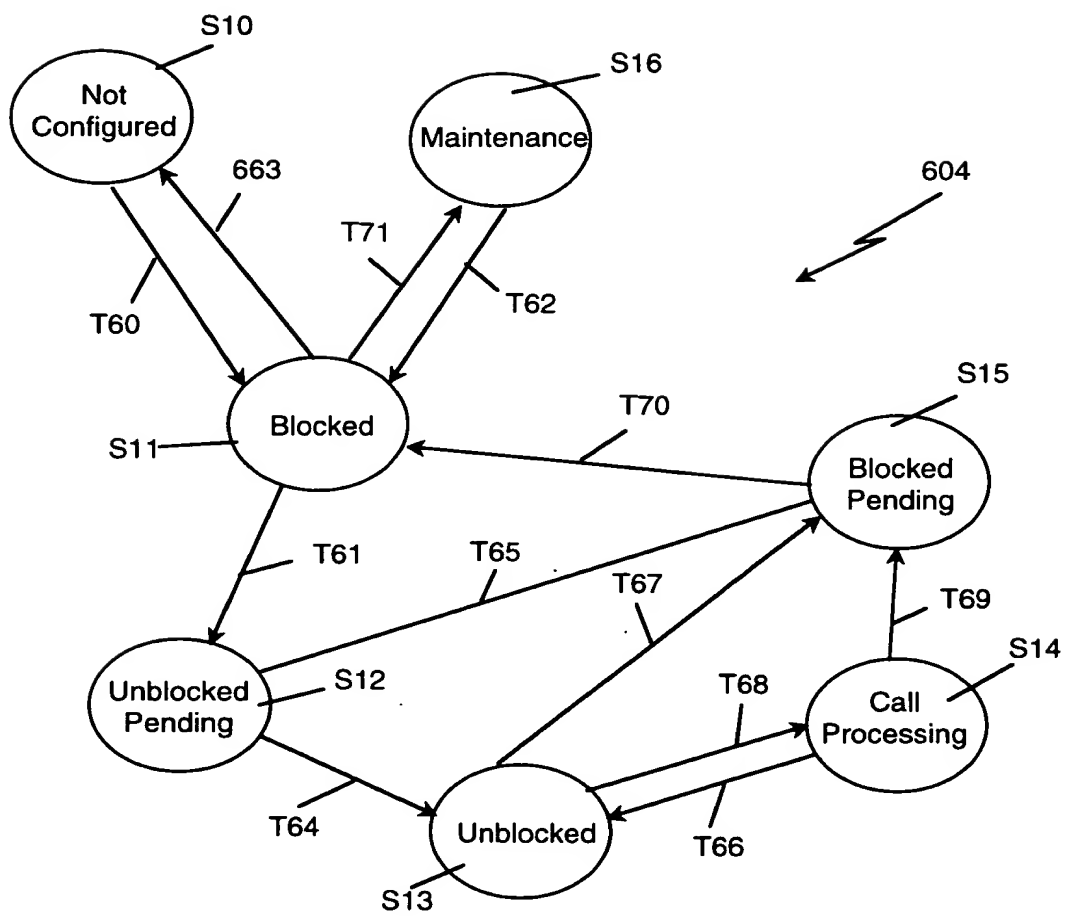 S10
Not
Configured
S16
Maintenance
663
604
T71
T60
T62
S15
Blocked
S11
T70
Blocked
Pending
T61
T65
T67
T69
S14
Unblocked
Pending
S12
T68
Call
Processing
T64
Unblocked
T66
S13